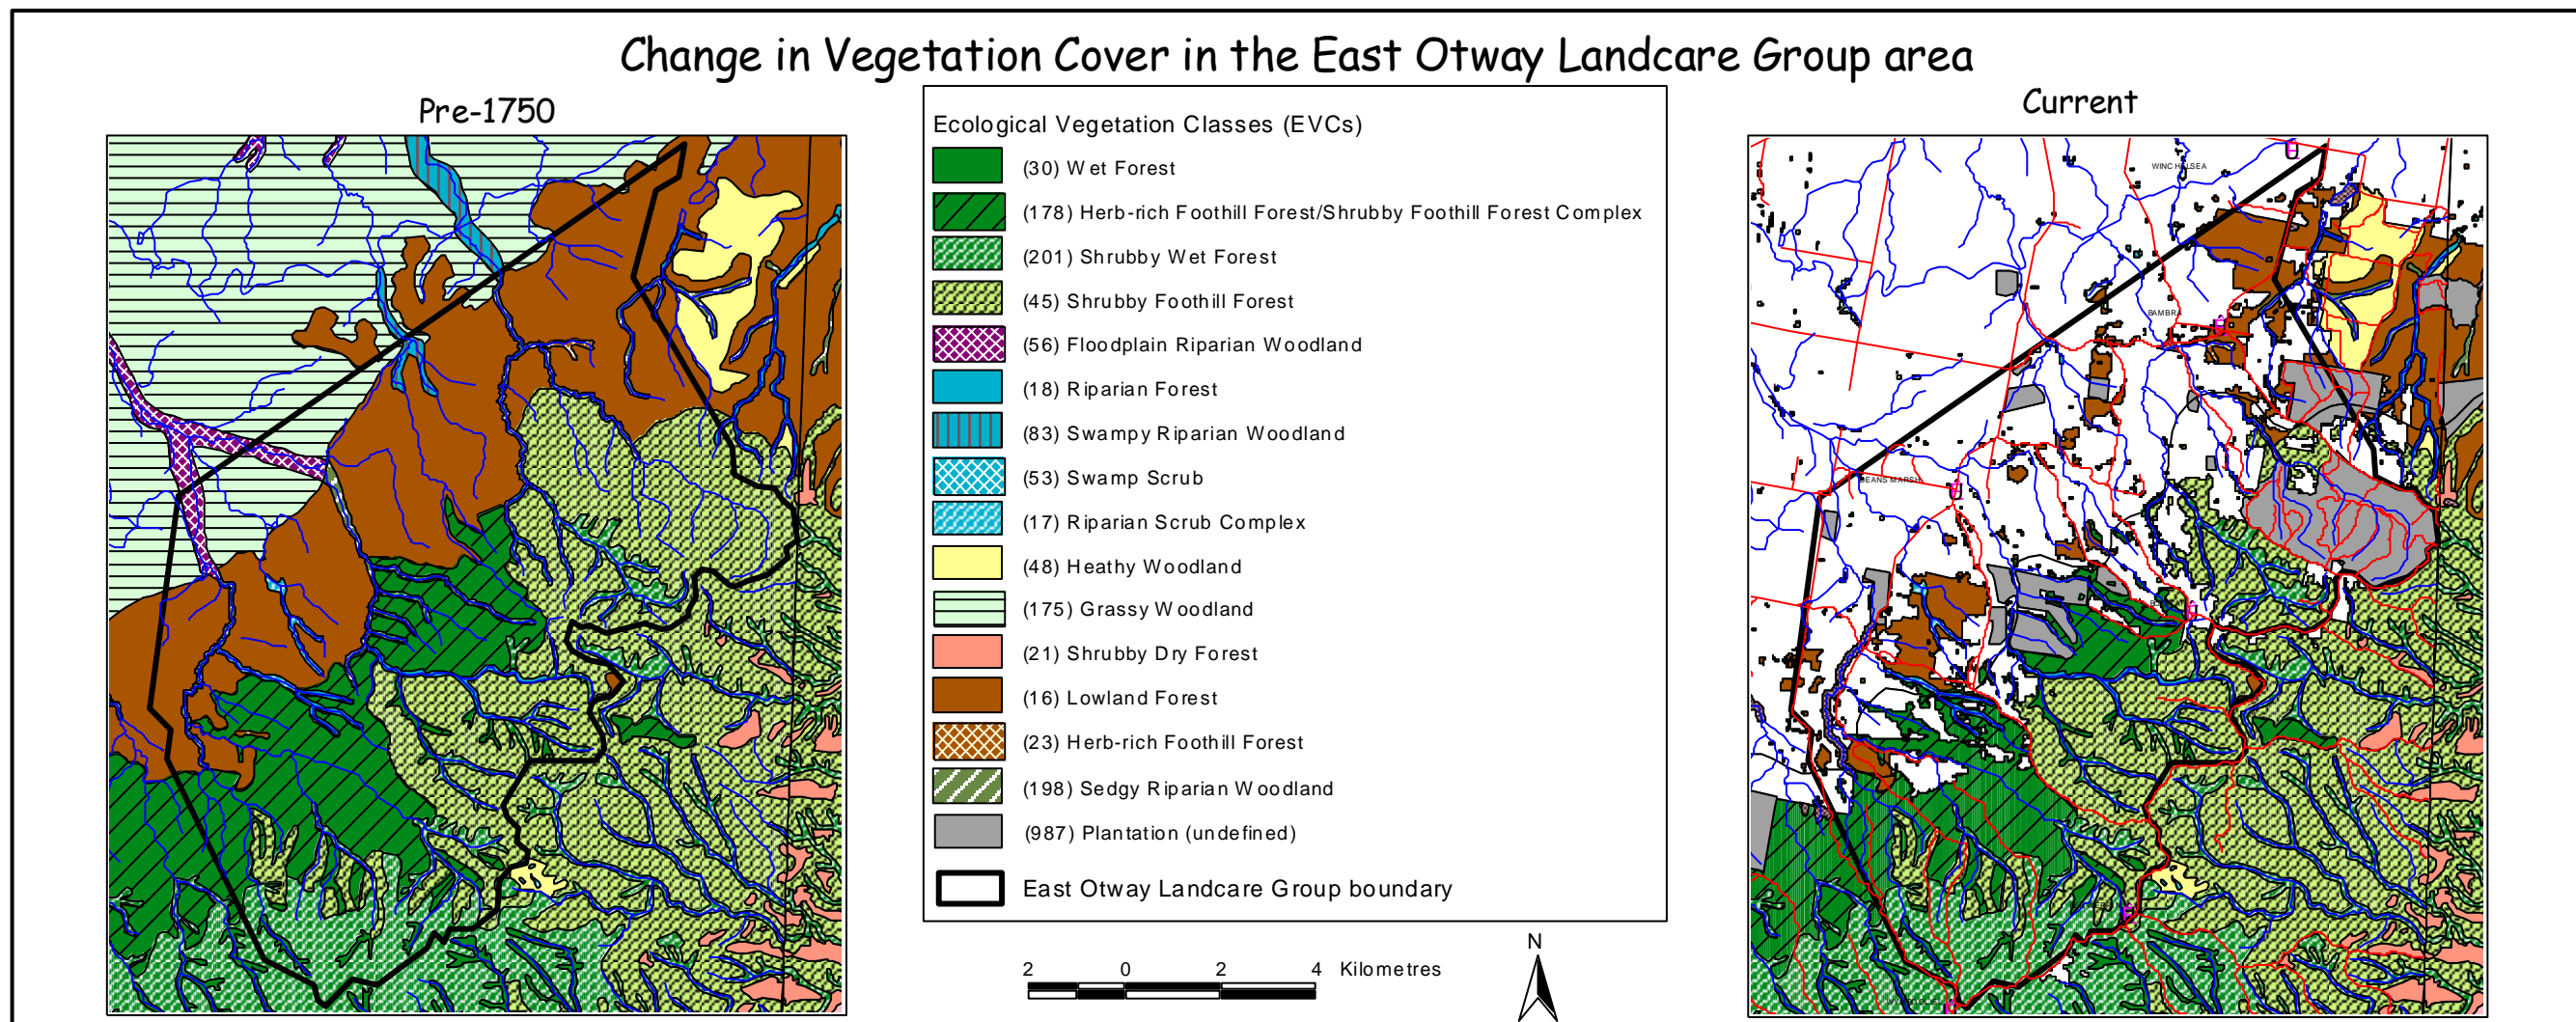 Change in Vegetation Cover in the East Otway Landcare Group area
Pre-1750
Current
Ecological Vegetation Classes (EVCs)
(30) Wet Forest
(178) Herb-rich Foothill Forest/Shrubby Foothill Forest Complex
(201) Shrubby Wet Forest
(45) Shrubby Foothill Forest
(56) Floodplain Riparian Woodland
(18) Riparian Forest
(83) Swampy Riparian Woodland
(53) Swamp Scrub
(17) Riparian Scrub Complex
(48) Heathy Woodland
(175) Grassy Woodland
(21) Shrubby Dry Forest
(16) Lowland Forest
(23) Herb-rich Foothill Forest
(198) Sedgy Riparian Woodland
(987) Plantation (undefined)
East Otway Landcare Group boundary
2 0 2 4 Kilometres
N
WINCHELSEA
BAMBRA
DEANS MARSH